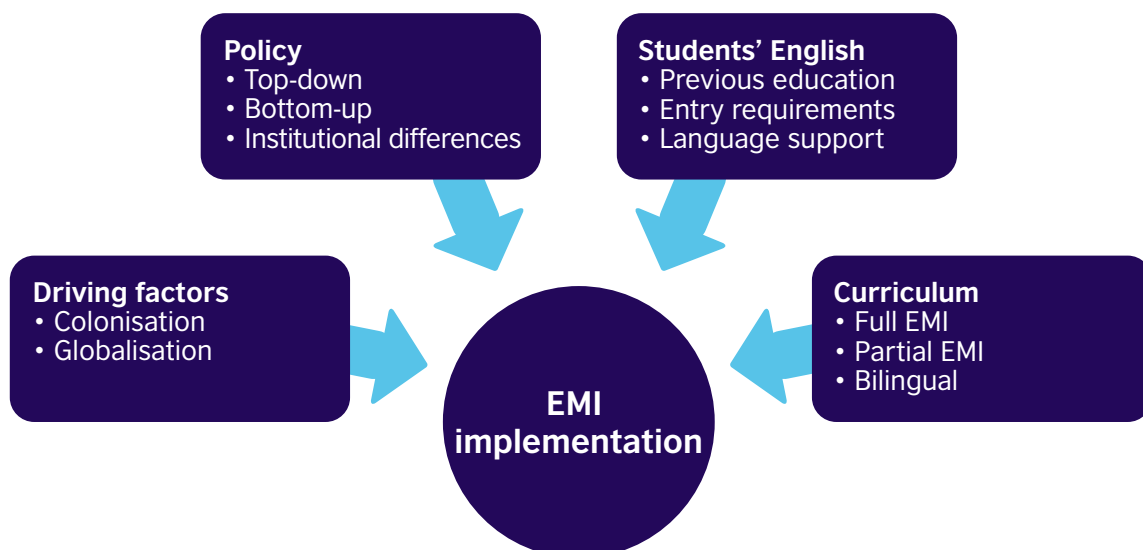 Policy
• Top-down
• Bottom-up
• Institutional differences
Students’ English
• Previous education
• Entry requirements
• Language support
Driving factors
• Colonisation
• Globalisation
Curriculum
• Full EMI
• Partial EMI
• Bilingual
EMI
implementation